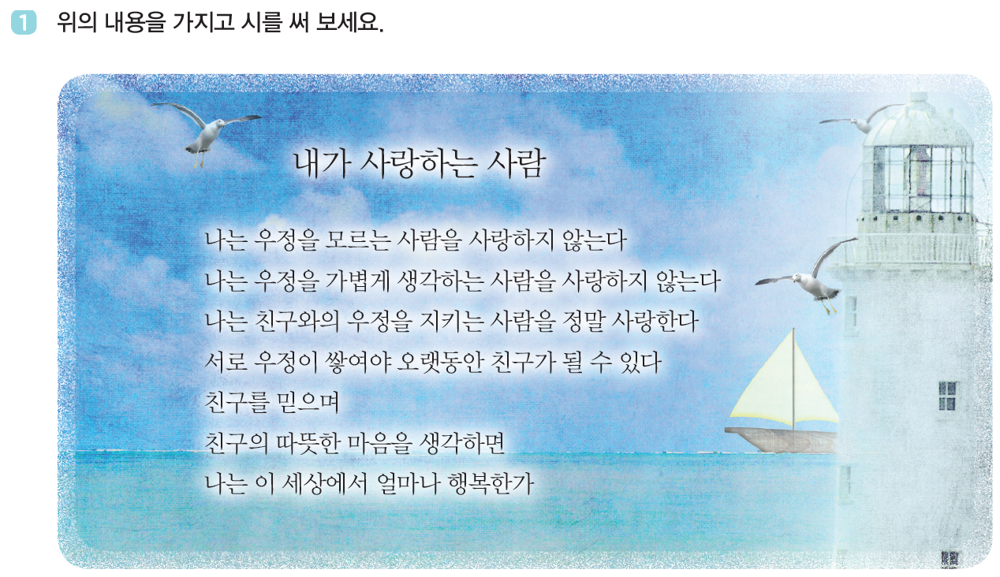 1 위의 내용을 가지고 시를 써 보세요.
내가 사랑하는 사람
나는 우정을 모르는 사람을 사랑하지 않는다
나는 우정을 가볍게 생각하는 사람을 사랑하지 않는다
나는 친구와의 우정을 지키는 사람을 정말 사랑한다
서로 우정이 쌓여야 오랫동안 친구가 될 수 있다
친구를 믿으며
친구의 따뜻한 마음을 생각하면
나는 이 세상에서 얼마나 행복한가